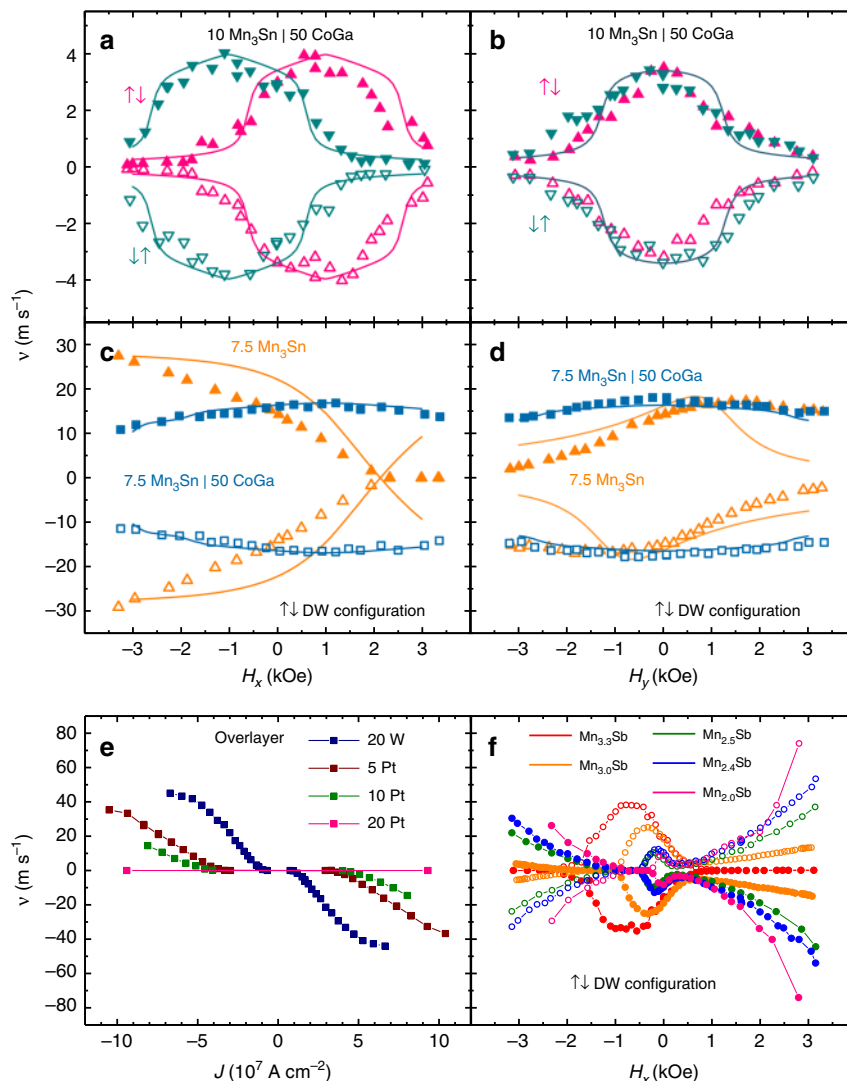 a
10 Mn₃Sn | 50 CoGa
b
10 Mn₃Sn | 50 CoGa
4
2
0
−2
−4
↑↓
↓↑
↑↓
↓↑
ν (m s⁻¹)
c
7.5 Mn₃Sn
d
7.5 Mn₃Sn | 50 CoGa
30
20
10
0
−10
−20
−30
7.5 Mn₃Sn | 50 CoGa
7.5 Mn₃Sn
↑↓ DW configuration
↑↓ DW configuration
−3 −2 −1 0 1 2 3
−3 −2 −1 0 1 2 3
Hₓ (kOe)
H_y (kOe)
e
Overlayer
20 W
5 Pt
10 Pt
20 Pt
f
Mn₃.₃Sb
Mn₃.₀Sb
Mn₂.₅Sb
Mn₂.₄Sb
Mn₂.₀Sb
80
60
40
20
0
−20
−40
−60
−80
ν (m s⁻¹)
↑↓ DW configuration
−10 −5 0 5 10
−3 −2 −1 0 1 2 3
J (10⁷ A cm⁻²)
Hₓ (kOe)